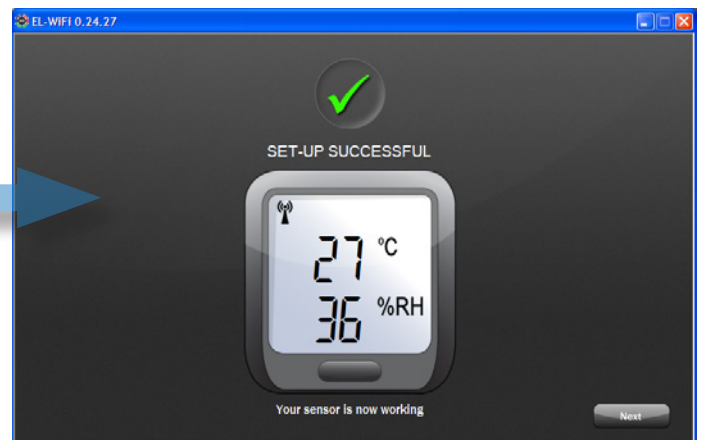 EL-WiFi 0.24.27
SET-UP SUCCESSFUL
27 °C
36 %RH
Your sensor is now working
Next